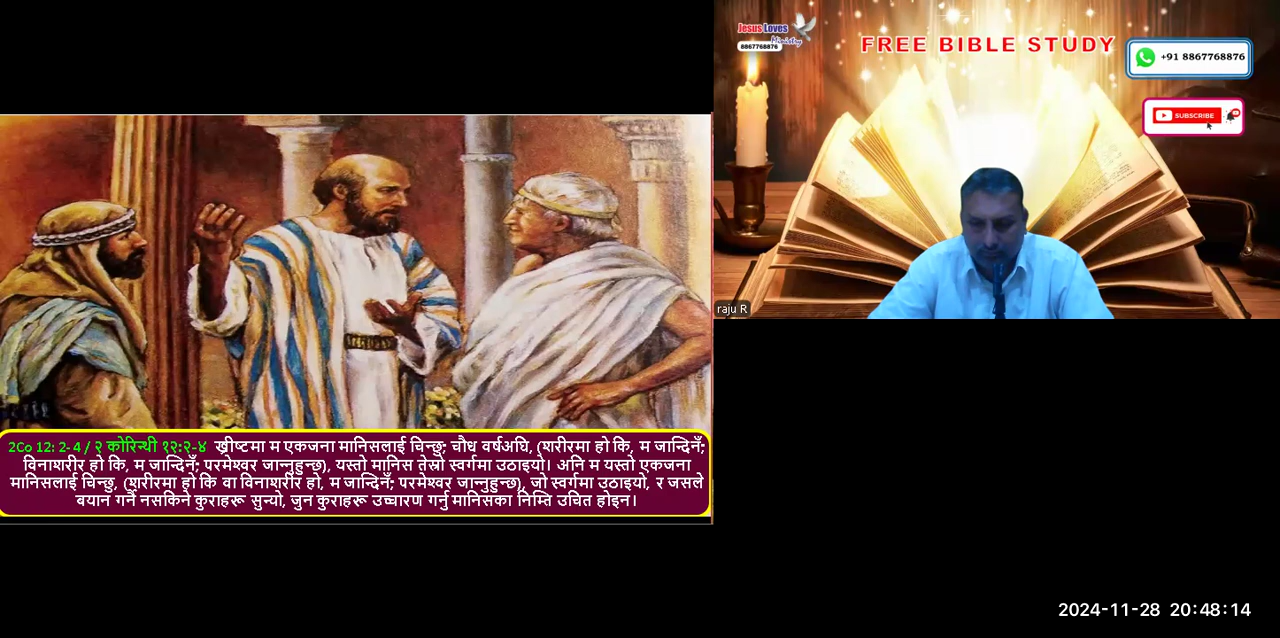 2Co 12: 2-4 / २ कोरिन्थी १२:२-४ ख्रीष्टमा म एकजना मानिसलाई चिन्छु; चौध वर्षअघि, (शरीरमा हो कि, म जान्दिनँ;
विनाशरीर हो कि, म जान्दिनँ; परमेश्वर जान्नुहुन्छ), यस्तो मानिस तेस्रो स्वर्गमा उठाइयो। अनि म यस्तो एकजना
मानिसलाई चिन्छु, (शरीरमा हो कि वा विनाशरीर हो, म जान्दिनँ; परमेश्वर जान्नुहुन्छ), जो स्वर्गमा उठाइयो, र जसले
बयान गर्नै नसकिने कुराहरू सुन्यो, जुन कुराहरू उच्चारण गर्नु मानिसका निम्ति उचित होइन।
Jesus Loves
Ministry
8867768876
FREE BIBLE STUDY
+91 8867768876
SUBSCRIBE
raju R
2024-11-28 20:48:14